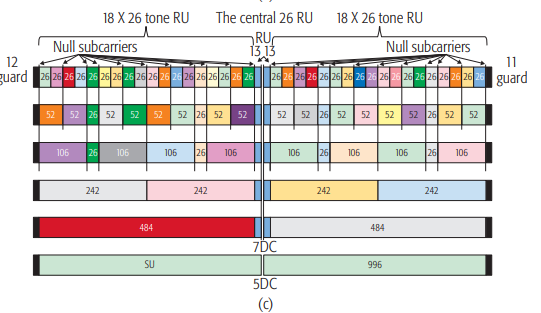 18 X 26 tone RU The central 26 RU 18 X 26 tone RU
Null subcarriers RU Null subcarriers
12 guard 13 13 11 guard
26 26 26 26 26 26 26 26 26 26 26 26 26 26 26 26 26 26 26 26 26 26 26 26 26 26 26 26 26 26 26 26 26 26 26 26
52 52 26 52 52 52 52 26 52 52 52 52 26 52 52 52 52 26 52 52
106 26 106 106 26 106 106 26 106 106 26 106
242 242 242 242
484 484
7DC
SU 996
5DC
(c)